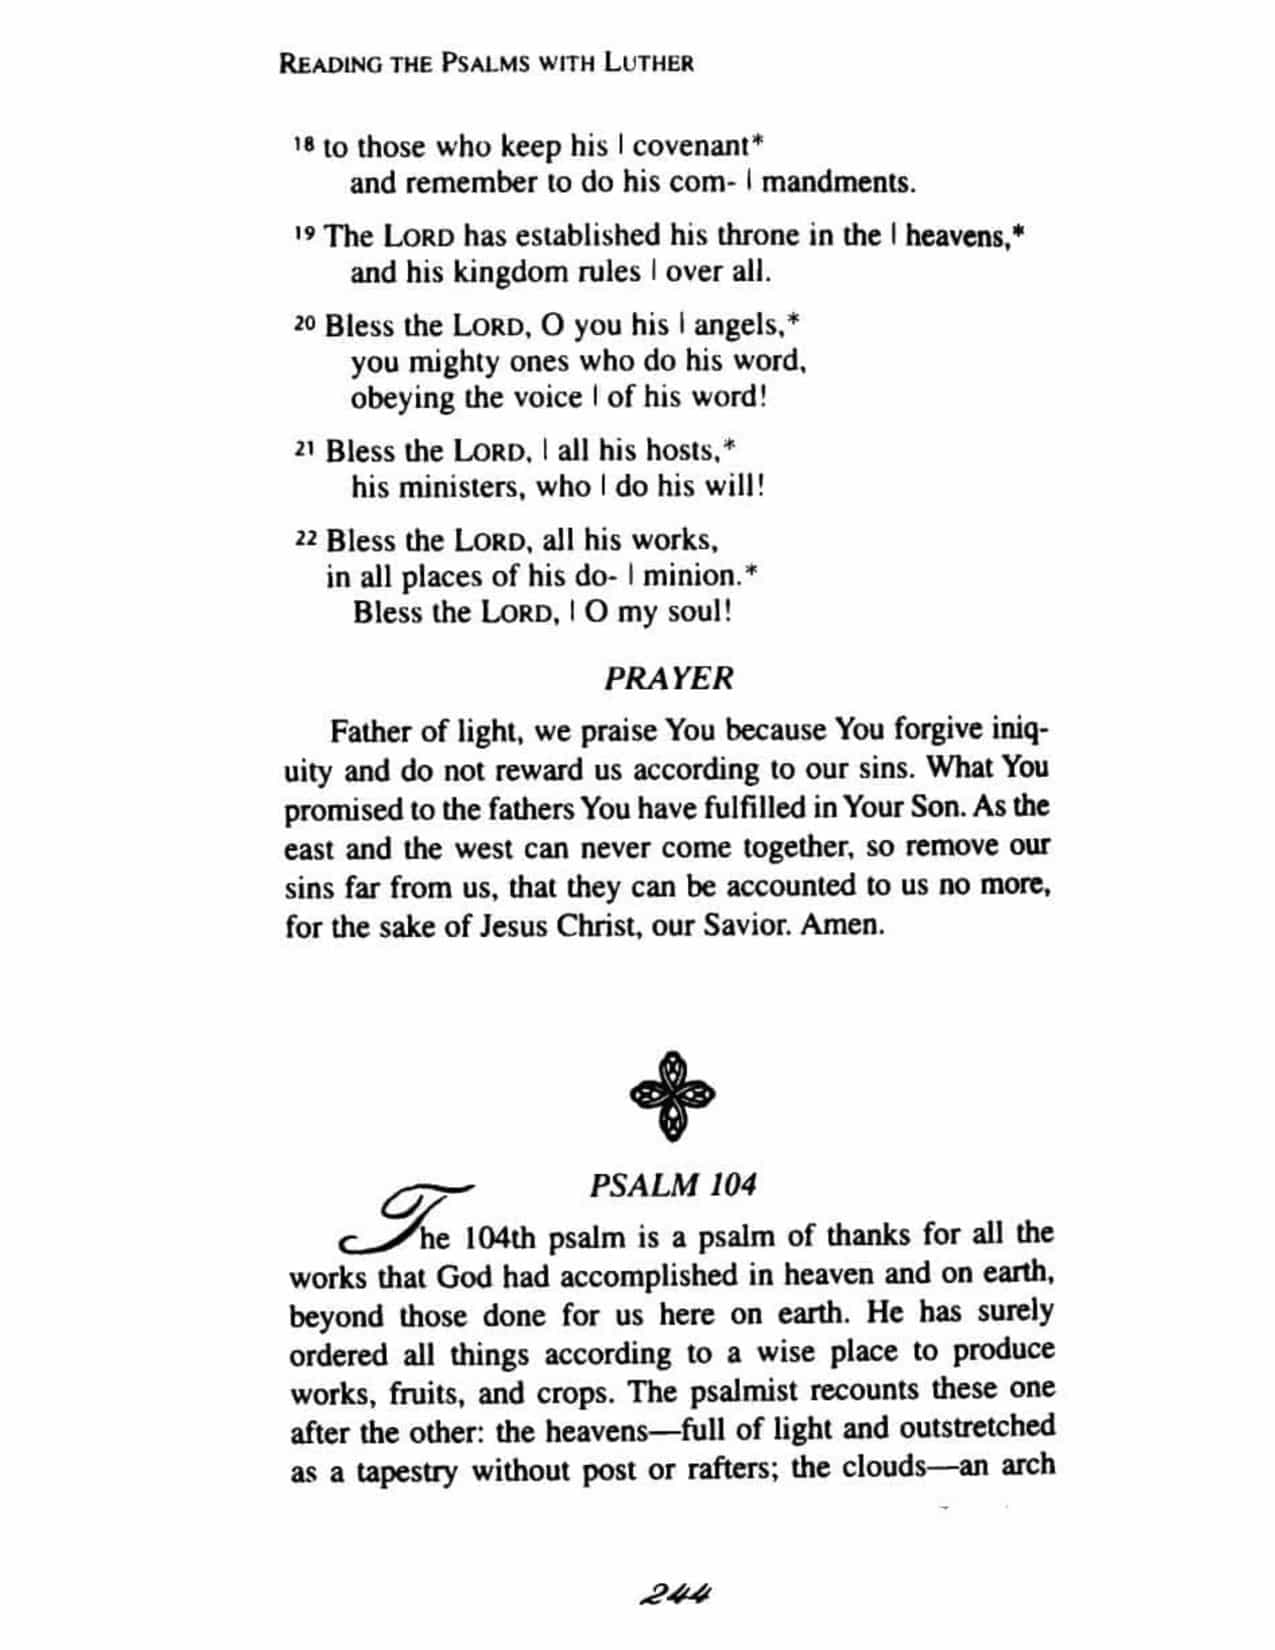 READING THE PSALMS WITH LUTHER
18 to those who keep his | covenant*
and remember to do his com- | mandments.
19 The LORD has established his throne in the | heavens,*
and his kingdom rules | over all.
20 Bless the LORD, O you his | angels,*
you mighty ones who do his word,
obeying the voice | of his word!
21 Bless the LORD, | all his hosts,*
his ministers, who | do his will!
22 Bless the LORD, all his works,
in all places of his do- | minion.*
Bless the LORD, | O my soul!
PRAYER
Father of light, we praise You because You forgive iniq-
uity and do not reward us according to our sins. What You
promised to the fathers You have fulfilled in Your Son. As the
east and the west can never come together, so remove our
sins far from us, that they can be accounted to us no more,
for the sake of Jesus Christ, our Savior. Amen.
PSALM 104
The 104th psalm is a psalm of thanks for all the
works that God had accomplished in heaven and on earth,
beyond those done for us here on earth. He has surely
ordered all things according to a wise place to produce
works, fruits, and crops. The psalmist recounts these one
after the other: the heavens—full of light and outstretched
as a tapestry without post or rafters; the clouds—an arch
244